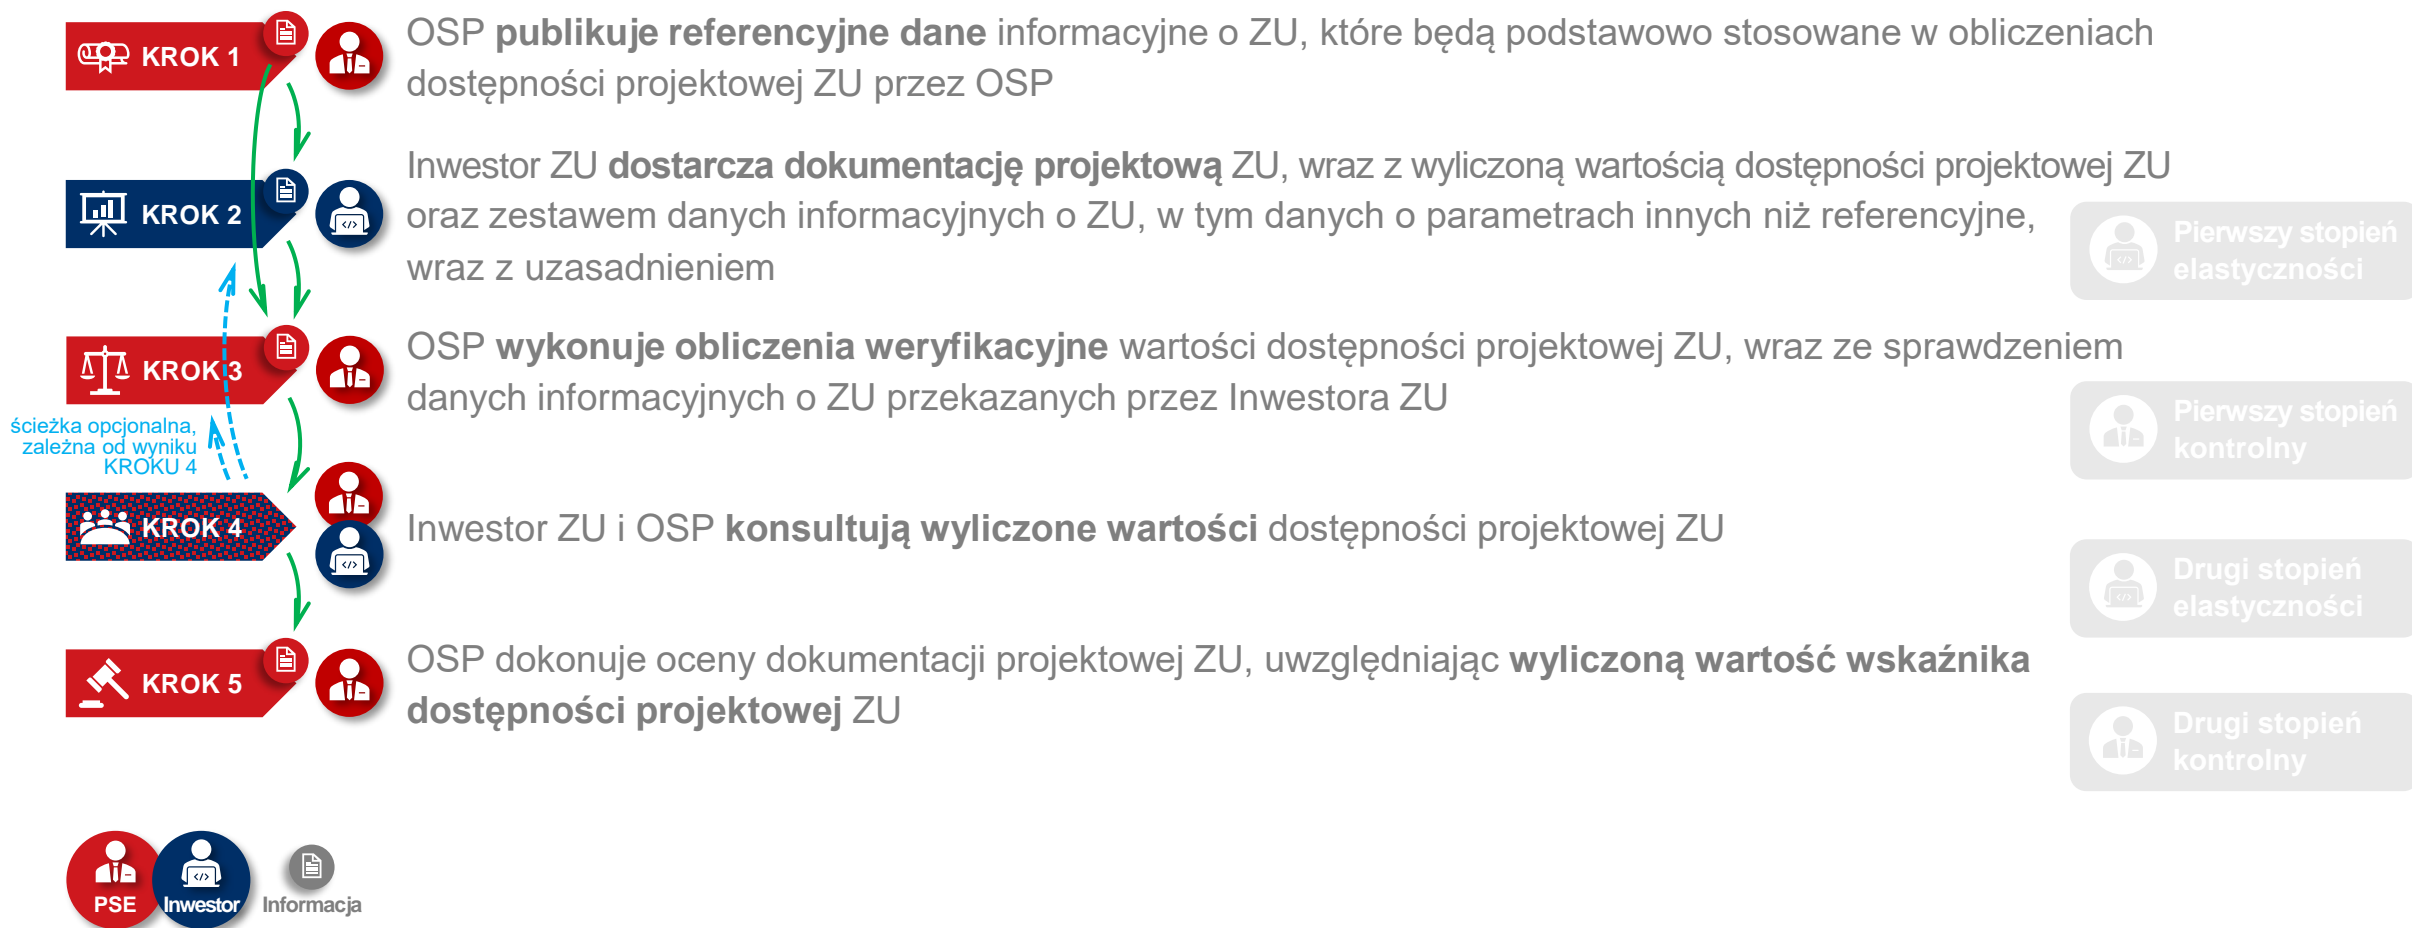 KROK 1
OSP publikuje referencyjne dane informacyjne o ZU, które będą podstawowo stosowane w obliczeniach
dostępności projektowej ZU przez OSP
KROK 2
Inwestor ZU dostarcza dokumentację projektową ZU, wraz z wyliczoną wartością dostępności projektowej ZU
oraz zestawem danych informacyjnych o ZU, w tym danych o parametrach innych niż referencyjne,
wraz z uzasadnieniem
Pierwszy stopień
elastyczności
KROK 3
OSP wykonuje obliczenia weryfikacyjne wartości dostępności projektowej ZU, wraz ze sprawdzeniem
danych informacyjnych o ZU przekazanych przez Inwestora ZU
Pierwszy stopień
kontrolny
ścieżka opcjonalna,
zależna od wyniku
KROKU 4
KROK 4
Inwestor ZU i OSP konsultują wyliczone wartości dostępności projektowej ZU
Drugi stopień
elastyczności
KROK 5
OSP dokonuje oceny dokumentacji projektowej ZU, uwzględniając wyliczoną wartość wskaźnika
dostępności projektowej ZU
Drugi stopień
kontrolny
PSE
Inwestor
Informacja